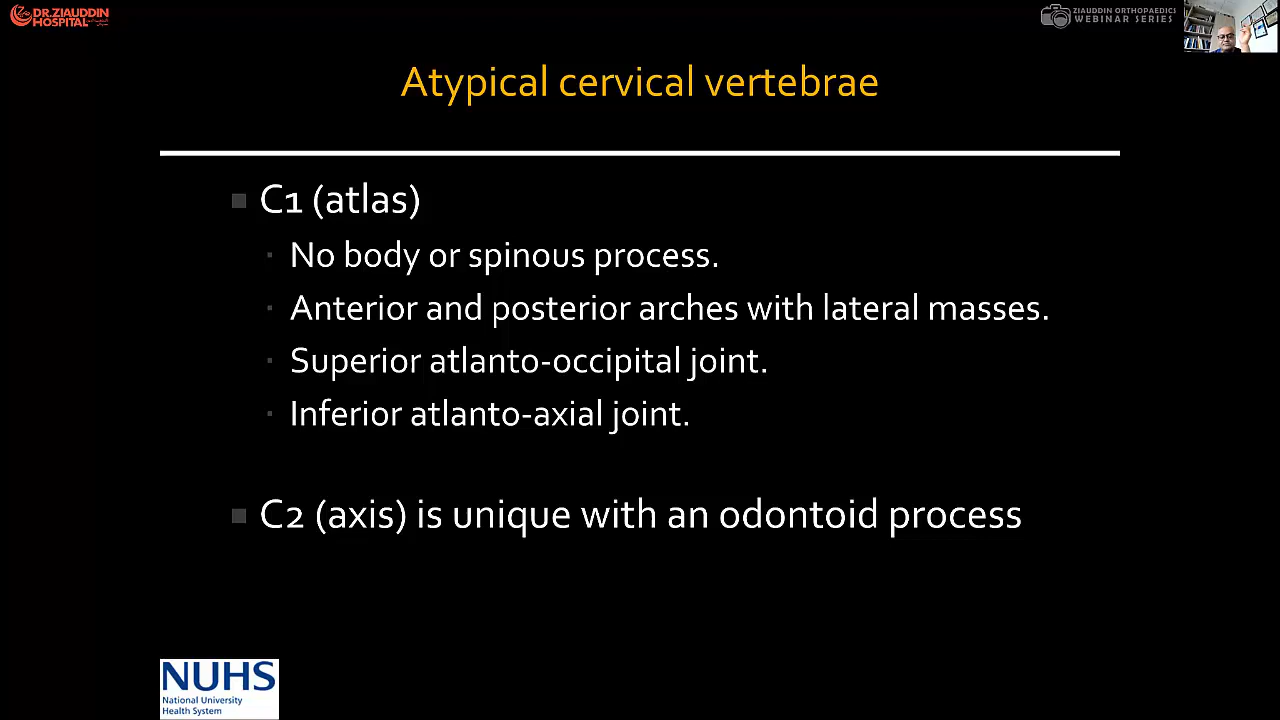 DR.ZIAUDDIN
HOSPITAL
ZIAUDDIN ORTHOPAEDICS
WEBINAR SERIES
Atypical cervical vertebrae
C1 (atlas)
No body or spinous process.
Anterior and posterior arches with lateral masses.
Superior atlanto-occipital joint.
Inferior atlanto-axial joint.
C2 (axis) is unique with an odontoid process
NUHS
National University
Health System